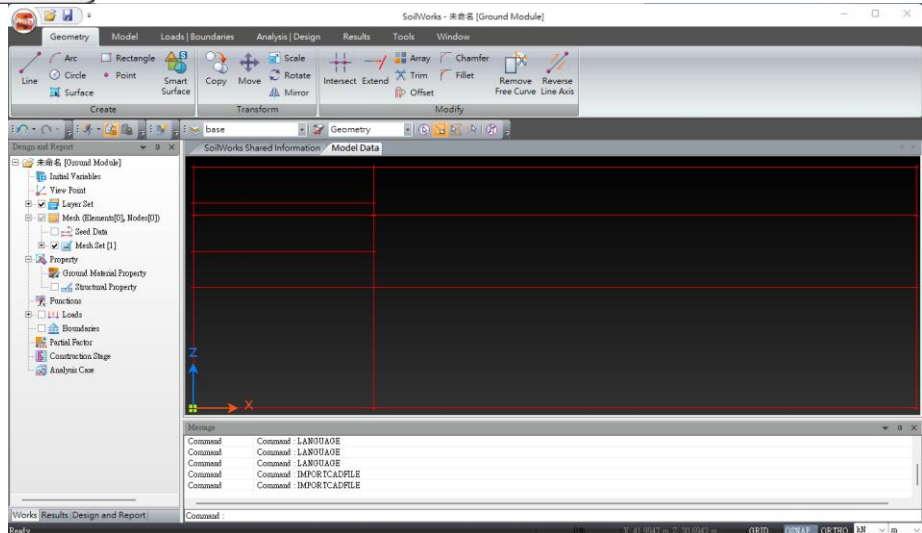 SoilWorks - 未命名 [Ground Module]
Geometry Model Loads | Boundaries Analysis | Design Results Tools Window
Arc Rectangle Scale Array Chamfer
Line Circle Point Smart Surface Copy Move Rotate Intersect Extend Trim Fillet Remove Free Curve Reverse Line Axis
Surface Mirror Offset
Create Transform Modify
base Geometry
Design and Report SoilWorks Shared Information Model Data
未命名 [Ground Module]
Initial Variables
View Point
Layer Set
Mesh (Elements[0], Nodes[0])
Seed Data
Mesh Set [1]
Property
Ground Material Property
Structural Property
Functions
Loads
Boundaries
Partial Factor
Construction Stage
Analysis Case
Z
X
Message
Command Command : LANGUAGE
Command Command : LANGUAGE
Command Command : LANGUAGE
Command Command : IMPORTCADFILE
Command Command : IMPORTCADFILE
Works Results Design and Report Command :
Ready X: 41.9947 m, Z: 20.6942 m GRID OSNAP ORTHO kN m